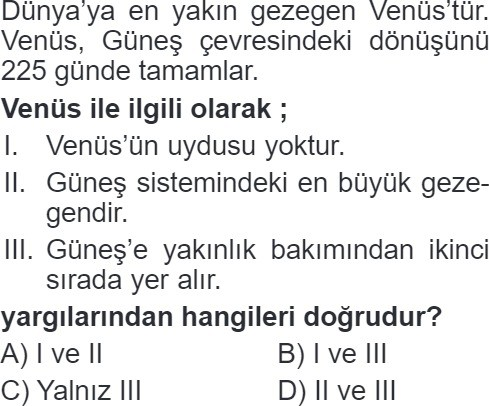 Dünya'ya en yakın gezegen Venüs'tür.
Venüs, Güneş çevresindeki dönüşünü
225 günde tamamlar.
Venüs ile ilgili olarak ;
I. Venüs'ün uydusu yoktur.
II. Güneş sistemindeki en büyük geze-
gendir.
III. Güneş'e yakınlık bakımından ikinci
sırada yer alır.
yargılarından hangileri doğrudur?
A) I ve II B) I ve III
C) Yalnız III D) II ve III